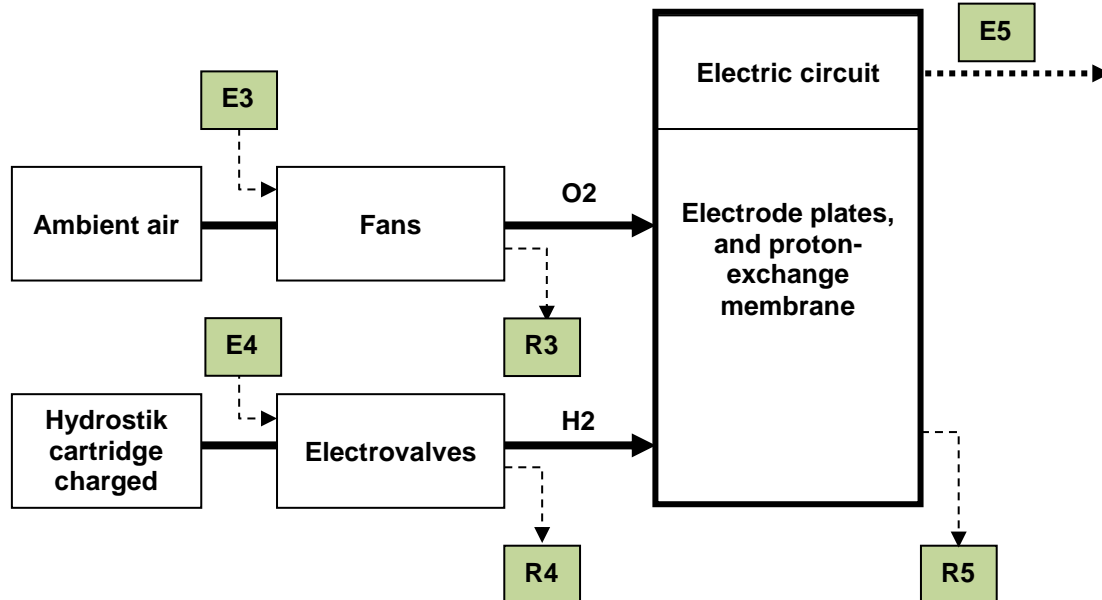 E5
Electric circuit
E3
Ambient air
Fans
O2
Electrode plates,
and proton-
exchange
membrane
R3
E4
Hydrostik
cartridge
charged
Electrovalves
H2
R4
R5